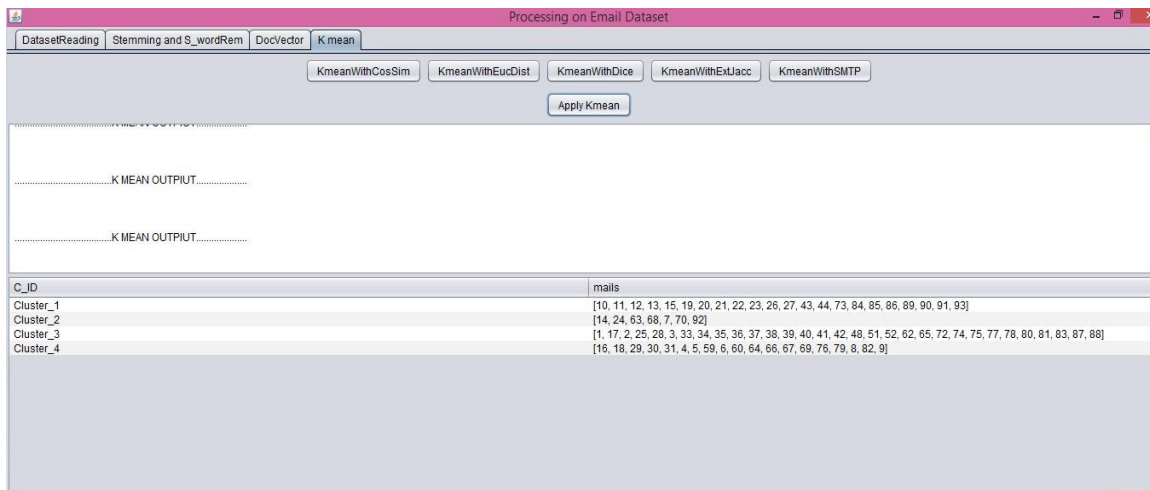 Processing on Email Dataset
DatasetReading Stemming and S_wordRem DocVector K mean
KmeanWithCosSim KmeanWithEucDist KmeanWithDice KmeanWithExtJacc KmeanWithSMTP
Apply Kmean
......................................K MEAN OUTPIUT....................
......................................K MEAN OUTPIUT....................
......................................K MEAN OUTPIUT....................
C_ID mails
Cluster_1 [10, 11, 12, 13, 15, 19, 20, 21, 22, 23, 26, 27, 43, 44, 73, 84, 85, 86, 89, 90, 91, 93]
Cluster_2 [14, 24, 63, 68, 7, 70, 92]
Cluster_3 [1, 17, 2, 25, 28, 3, 33, 34, 35, 36, 37, 38, 39, 40, 41, 42, 48, 51, 52, 62, 65, 72, 74, 75, 77, 78, 80, 81, 83, 87, 88]
Cluster_4 [16, 18, 29, 30, 31, 4, 5, 59, 6, 60, 64, 66, 67, 69, 76, 79, 8, 82, 9]